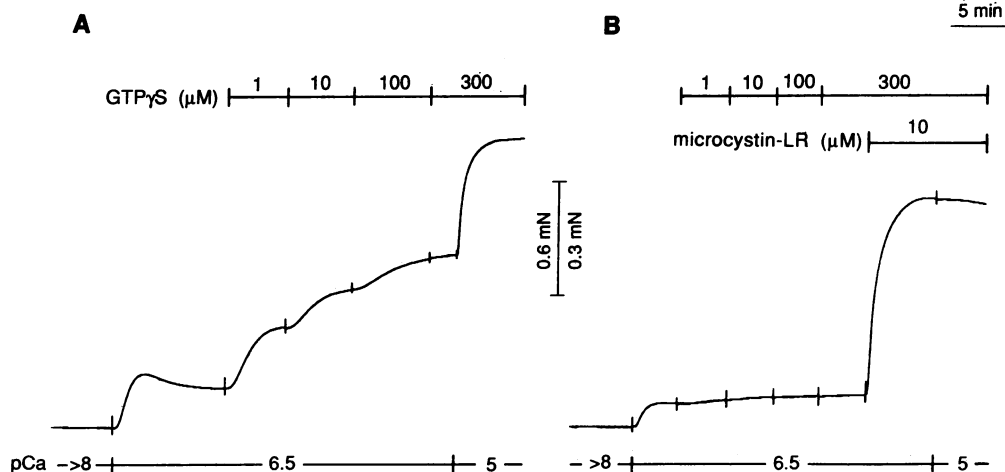 A
B
5 min
GTPγS (μM) 1 10 100 300
1 10 100 300
microcystin-LR (μM) 10
0.6 mN
0.3 mN
pCa ->8 6.5 5
->8 6.5 5